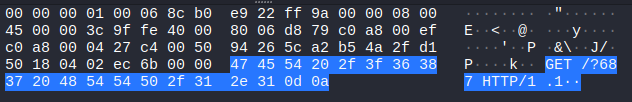 00 00 00 01 00 06 8c b0 e9 22 ff 9a 00 00 08 00 ········ ·"······
45 00 00 3c 9f fe 40 00 80 06 d8 79 c0 a8 00 ef E··<··@· ···y····
c0 a8 00 04 27 c4 00 50 94 26 5c a2 b5 4a 2f d1 ····'··P ·&\··J/·
50 18 04 02 ec 6b 00 00 47 45 54 20 2f 3f 36 38 P····k·· GET /?68
37 20 48 54 54 50 2f 31 2e 31 0d 0a 7 HTTP/1 .1··